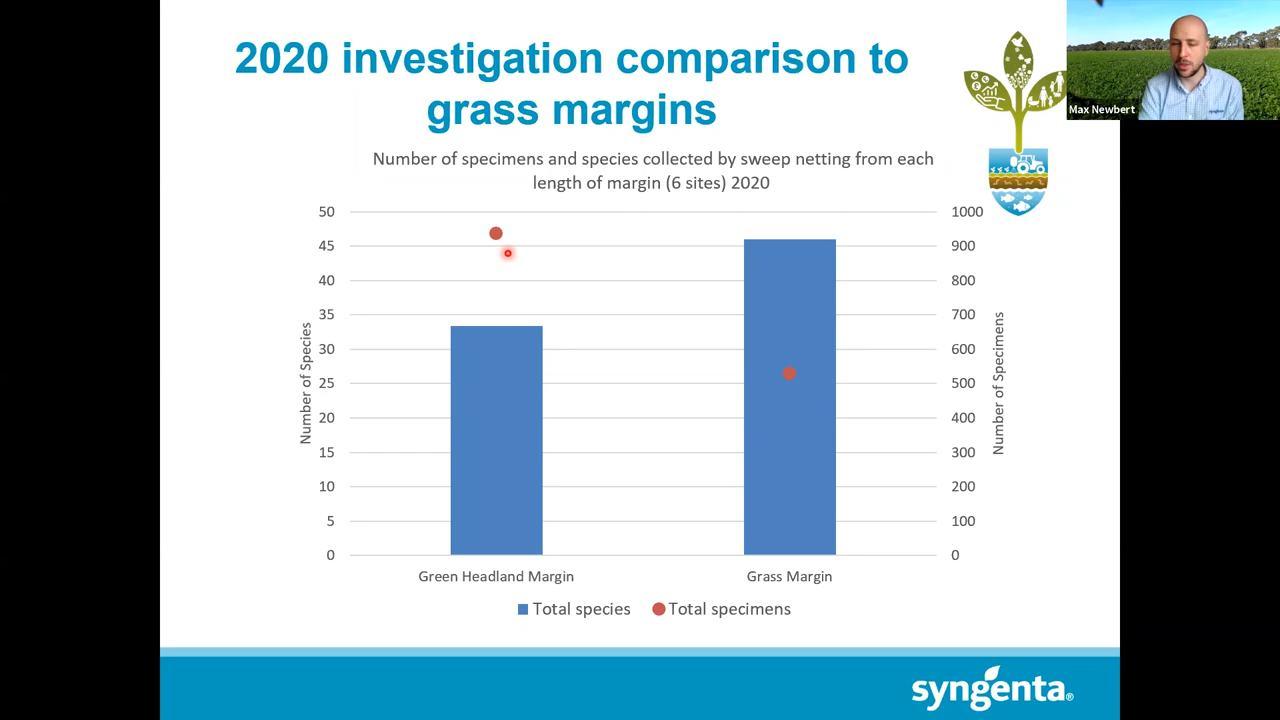 2020 investigation comparison to
grass margins
Max Newbert
Number of specimens and species collected by sweep netting from each
length of margin (6 sites) 2020
50
45
40
35
30
25
20
15
10
5
0
Number of Species
1000
900
800
700
600
500
400
300
200
100
0
Number of Specimens
Green Headland Margin
Grass Margin
Total species
Total specimens
syngenta®